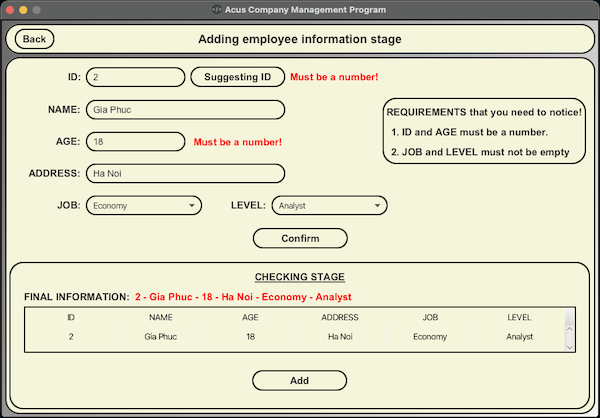 </> Acus Company Management Program
Back
Adding employee information stage
ID: 2 Suggesting ID Must be a number!
NAME: Gia Phuc
AGE: 18 Must be a number!
ADDRESS: Ha Noi
JOB: Economy LEVEL: Analyst
REQUIREMENTS that you need to notice!
1. ID and AGE must be a number.
2. JOB and LEVEL must not be empty
Confirm
CHECKING STAGE
FINAL INFORMATION: 2 - Gia Phuc - 18 - Ha Noi - Economy - Analyst
ID NAME AGE ADDRESS JOB LEVEL
2 Gia Phuc 18 Ha Noi Economy Analyst
Add